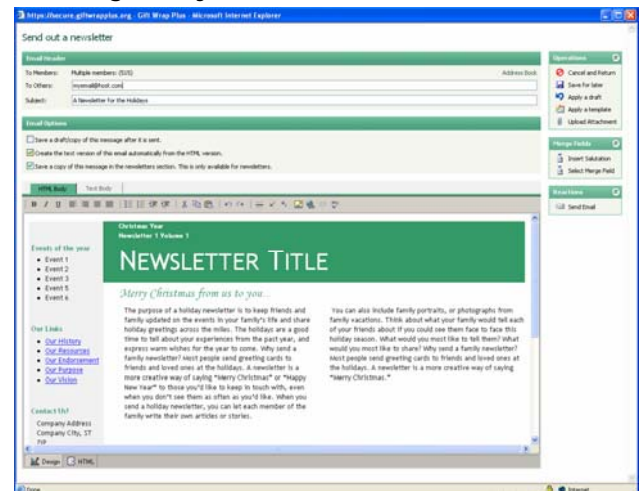 https://secure.giftwrapplus.org - Gift Wrap Plus - Microsoft Internet Explorer
Send out a newsletter
Email Header
To Members: Multiple members: (515) Address Book
To Others: myemail@host.com
Subject: A Newsletter for the Holidays
Email Options
Save a draft/copy of this message after it is sent.
Create the text version of this email automatically from the HTML version.
Save a copy of this message in the newsletters section. This is only available for newsletters.
HTML Body Text Body
B I U
Operations
Cancel and Return
Save for later
Apply a draft
Apply a template
Upload Attachment
Merge Fields
Insert Salutation
Select Merge Field
Reactions
Send Email
Christmas Year
Newsletter 1 Volume 1
NEWSLETTER TITLE
Events of the year
Event 1
Event 2
Event 3
Event 5
Event 6
Our Links
Our History
Our Resources
Our Endorsement
Our Purpose
Our Vision
Contact Us!
Company Address
Company City, ST
ZIP
Merry Christmas from us to you...
The purpose of a holiday newsletter is to keep friends and
family updated on the events in your family's life and share
holiday greetings across the miles. The holidays are a good
time to tell about your experiences from the past year, and
express warm wishes for the year to come. Why send a
family newsletter? Most people send greeting cards to
friends and loved ones at the holidays. A newsletter is a
more creative way of saying "Merry Christmas" or "Happy
New Year" to those you'd like to keep in touch with, even
when you don't see them as often as you'd like. When you
send a holiday newsletter, you can let each member of the
family write their own articles or stories.
You can also include family portraits, or photographs from
family vacations. Think about what your family would tell each
of your friends about if you could see them face to face this
holiday season. What would you most like to tell them? What
would you most like to share? Why send a family newsletter?
Most people send greeting cards to friends and loved ones at
the holidays. A newsletter is a more creative way of saying
"Merry Christmas."
Design HTML
Done Internet